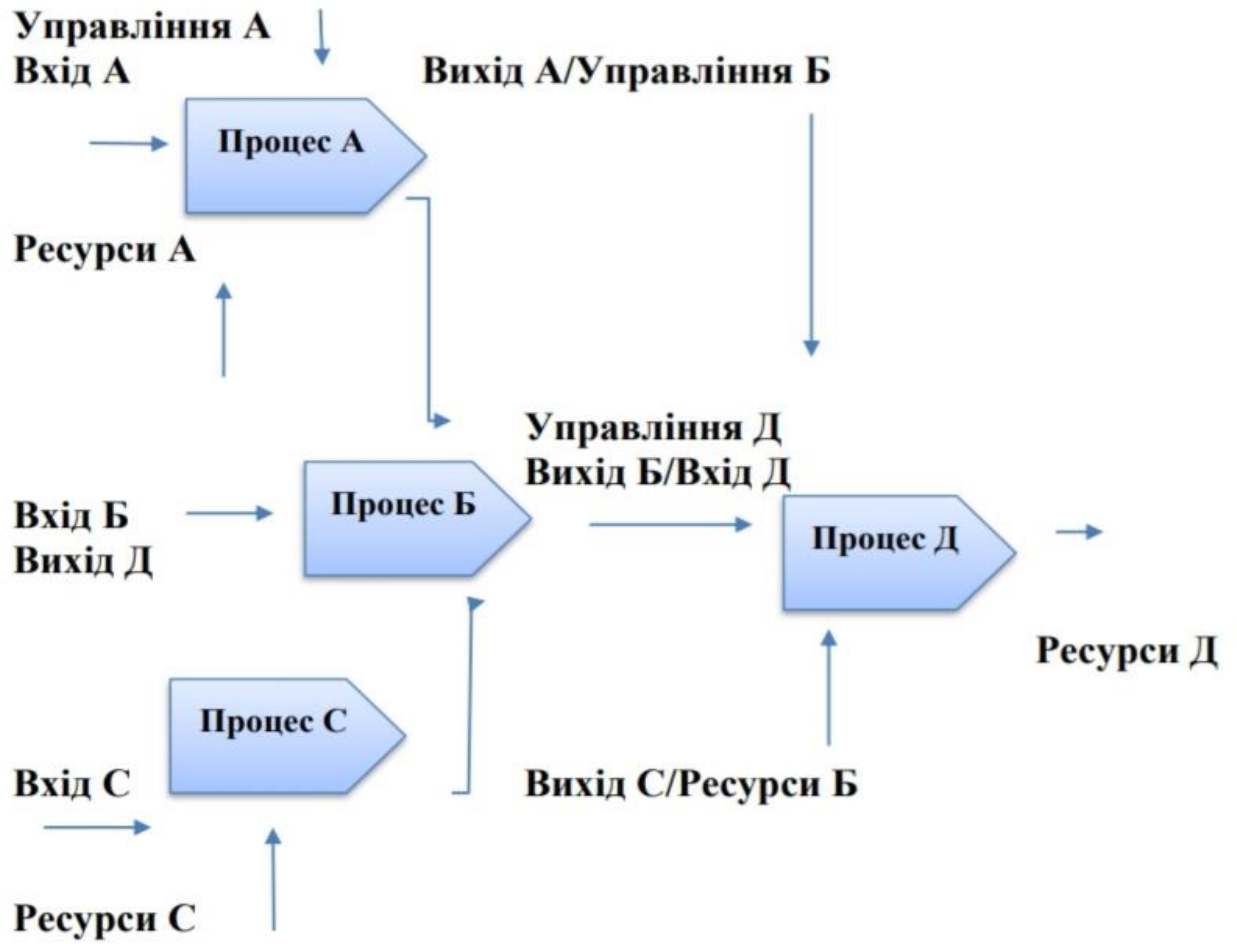 Управління А
Вхід А
Вихід А/Управління Б
Процес А
Ресурси А
Управління Д
Вихід Б/Вхід Д
Процес Б
Вхід Б
Вихід Д
Процес Д
Ресурси Д
Процес С
Вхід С
Вихід С/Ресурси Б
Ресурси С